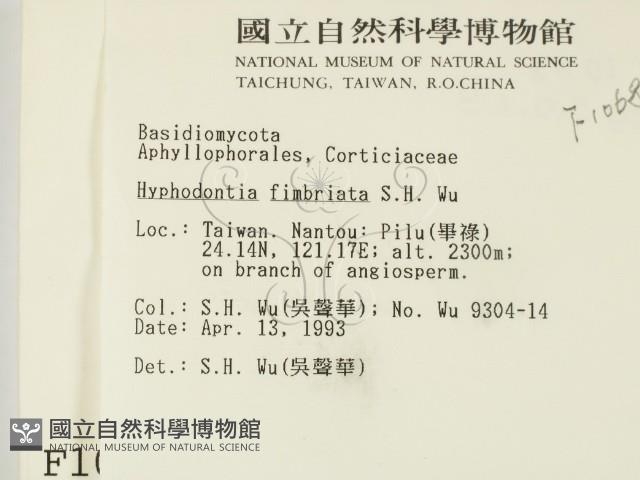 國立自然科學博物館
NATIONAL MUSEUM OF NATURAL SCIENCE
TAICHUNG, TAIWAN, R.O.CHINA
F1068
Basidiomycota
Aphyllophorales, Corticiaceae
Hyphodontia fimbriata S.H. Wu
Loc.: Taiwan. Nantou: Pilu(畢祿)
24.14N, 121.17E; alt. 2300m;
on branch of angiosperm.
Col.: S.H. Wu(吳聲華); No. Wu 9304-14
Date: Apr. 13, 1993
Det.: S.H. Wu(吳聲華)
國立自然科學博物館
NATIONAL MUSEUM OF NATURAL SCIENCE